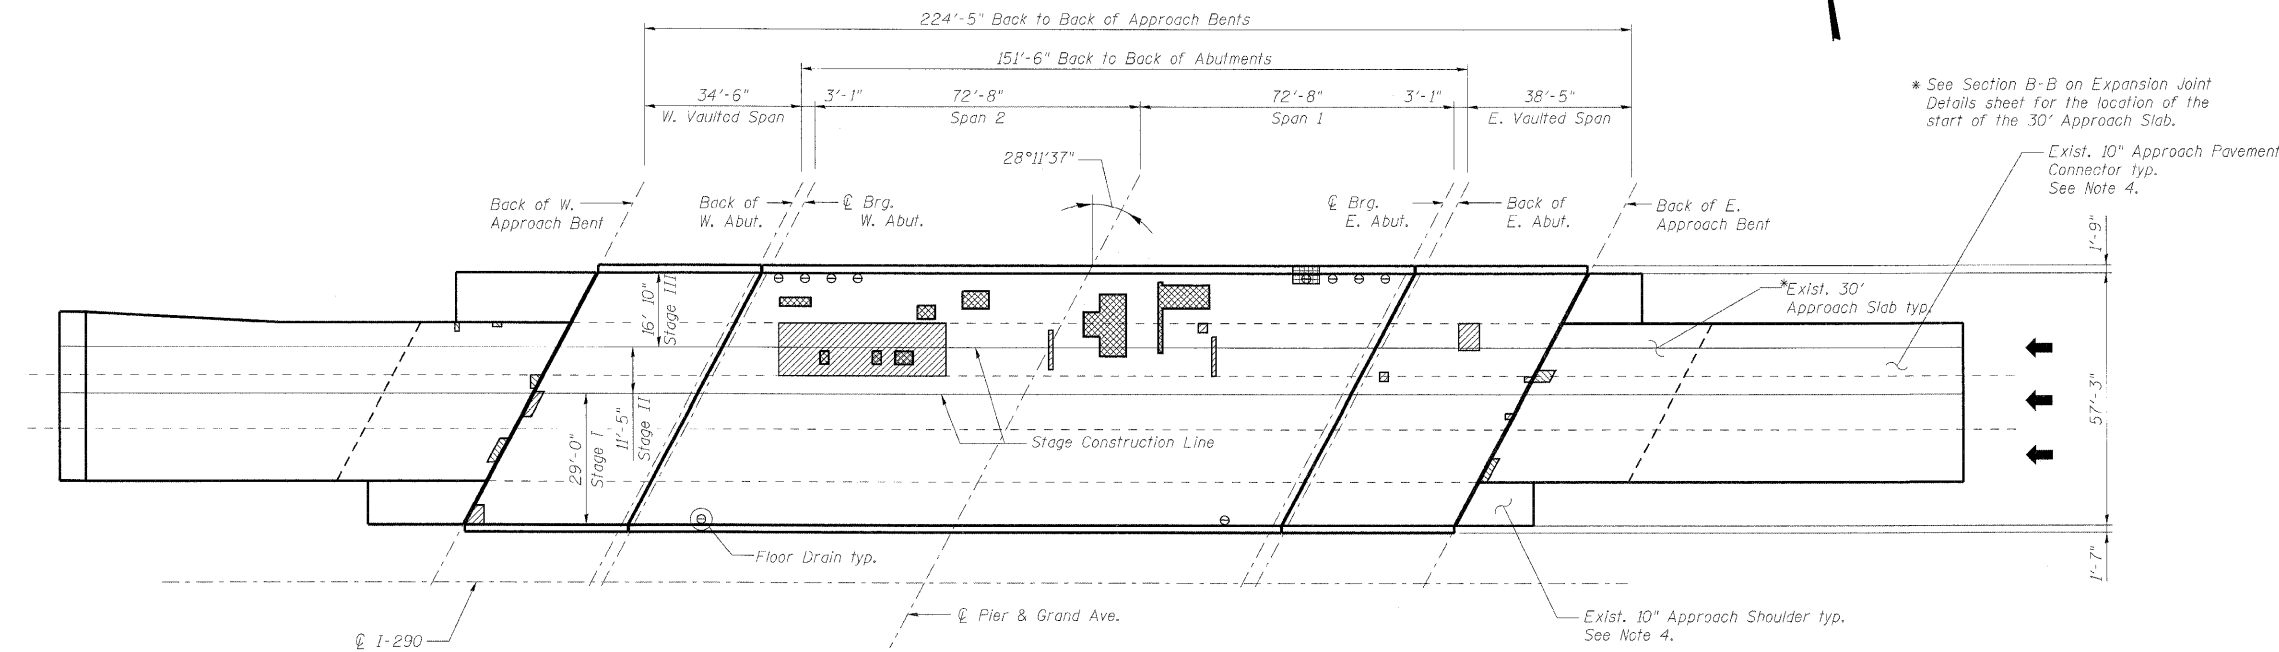 224'-5" Back to Back of Approach Bents
151'-6" Back to Back of Abutments
34'-6"
W. Vaulted Span
3'-1"
72'-8"
Span 2
72'-8"
Span 1
3'-1"
38'-5"
E. Vaulted Span
* See Section B-B on Expansion Joint
Details sheet for the location of the
start of the 30' Approach Slab.
28°11'37"
Exist. 10" Approach Pavement
Connector typ.
See Note 4.
Back of W.
Approach Bent
Back of
W. Abut.
℄ Brg.
W. Abut.
℄ Brg.
E. Abut.
Back of
E. Abut.
Back of E.
Approach Bent
1'-9"
16' 10"
Stage III
*Exist. 30'
Approach Slab typ.
57'-3"
11'-5"
Stage II
29'-0"
Stage I
Stage Construction Line
Floor Drain typ.
1'-7"
℄ Pier & Grand Ave.
Exist. 10" Approach Shoulder typ.
See Note 4.
℄ I-290